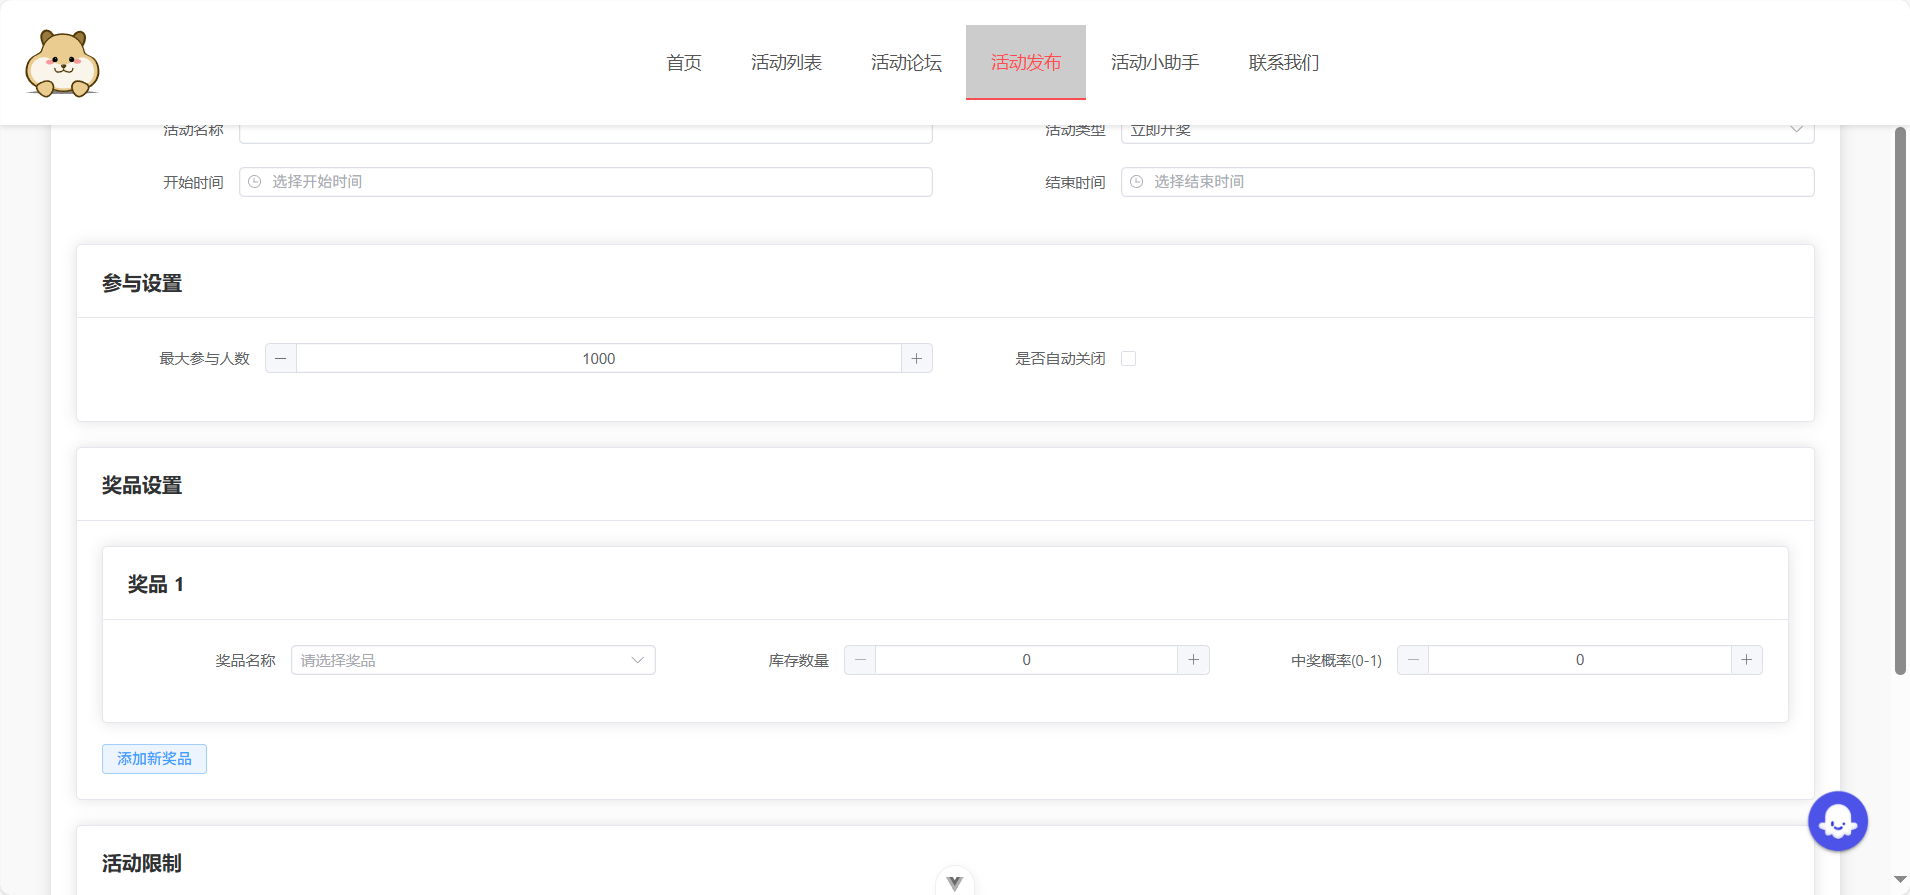 首页 活动列表 活动论坛 活动发布 活动小助手 联系我们
活动名称 活动类型 立即开奖
开始时间 选择开始时间 结束时间 选择结束时间
参与设置
最大参与人数 1000 是否自动关闭
奖品设置
奖品 1
奖品名称 请选择奖品 库存数量 0 中奖概率(0-1) 0
添加新奖品
活动限制